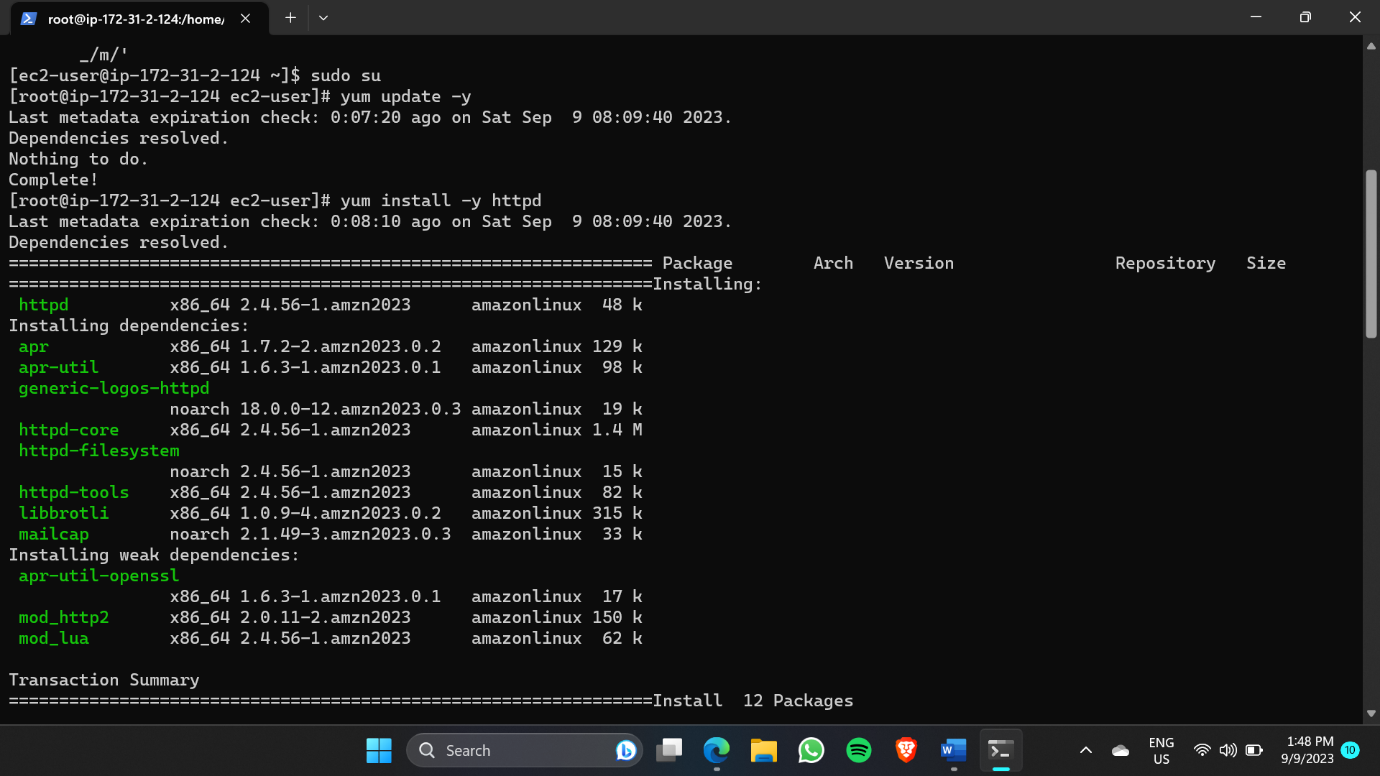 root@ip-172-31-2-124:/home/
_/m/'
[ec2-user@ip-172-31-2-124 ~]$ sudo su
[root@ip-172-31-2-124 ec2-user]# yum update -y
Last metadata expiration check: 0:07:20 ago on Sat Sep  9 08:09:40 2023.
Dependencies resolved.
Nothing to do.
Complete!
[root@ip-172-31-2-124 ec2-user]# yum install -y httpd
Last metadata expiration check: 0:08:10 ago on Sat Sep  9 08:09:40 2023.
Dependencies resolved.
================================================================ Package        Arch   Version                Repository   Size
================================================================Installing:
httpd          x86_64 2.4.56-1.amzn2023      amazonlinux  48 k
Installing dependencies:
apr            x86_64 1.7.2-2.amzn2023.0.2   amazonlinux 129 k
apr-util       x86_64 1.6.3-1.amzn2023.0.1   amazonlinux  98 k
generic-logos-httpd
noarch 18.0.0-12.amzn2023.0.3 amazonlinux  19 k
httpd-core     x86_64 2.4.56-1.amzn2023      amazonlinux 1.4 M
httpd-filesystem
noarch 2.4.56-1.amzn2023      amazonlinux  15 k
httpd-tools    x86_64 2.4.56-1.amzn2023      amazonlinux  82 k
libbrotli      x86_64 1.0.9-4.amzn2023.0.2   amazonlinux 315 k
mailcap        noarch 2.1.49-3.amzn2023.0.3  amazonlinux  33 k
Installing weak dependencies:
apr-util-openssl
x86_64 1.6.3-1.amzn2023.0.1   amazonlinux  17 k
mod_http2      x86_64 2.0.11-2.amzn2023      amazonlinux 150 k
mod_lua        x86_64 2.4.56-1.amzn2023      amazonlinux  62 k
Transaction Summary
================================================================Install  12 Packages
Search
W
ENG
US
1:48 PM
9/9/2023
10